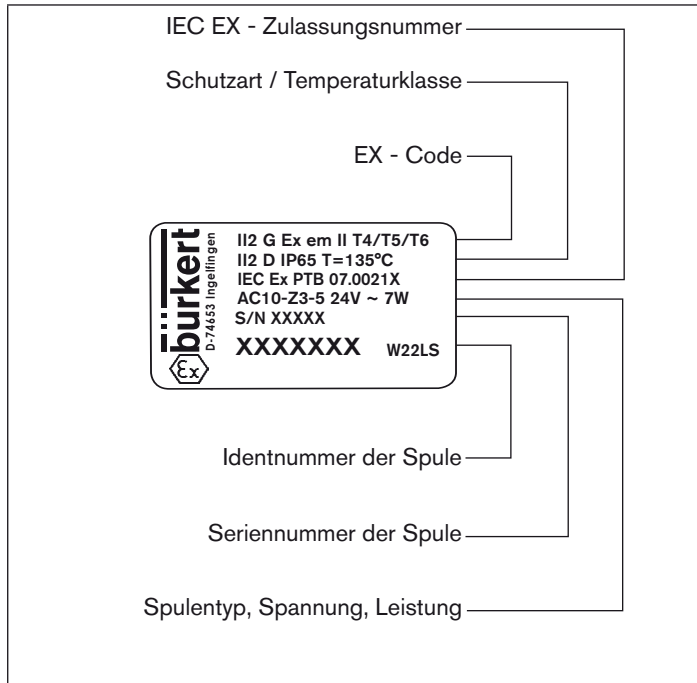 IEC EX - Zulassungsnummer
Schutzart / Temperaturklasse
EX - Code
bürkert
D-74653 Ingelfingen
Ex
II2 G Ex em II T4/T5/T6
II2 D IP65 T=135°C
IEC Ex PTB 07.0021X
AC10-Z3-5 24V ~ 7W
S/N XXXXX
XXXXXXX W22LS
Identnummer der Spule
Seriennummer der Spule
Spulentyp, Spannung, Leistung